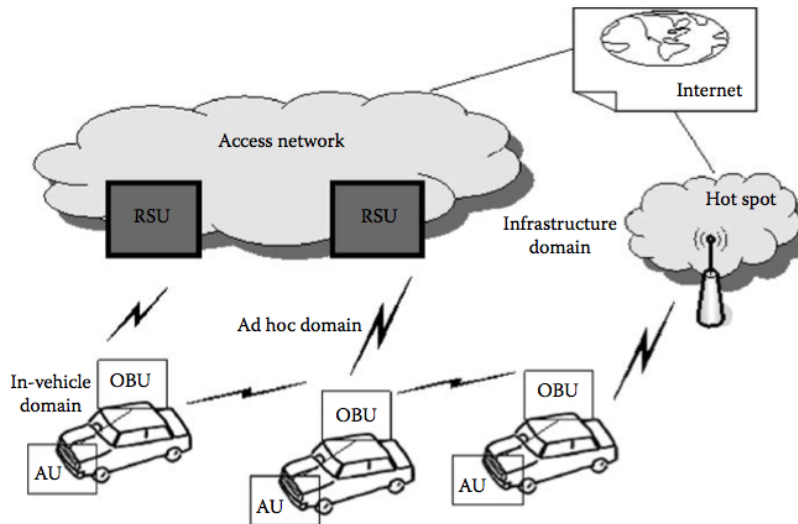 Internet
Access network
Hot spot
RSU
RSU
Infrastructure
domain
Ad hoc domain
In-vehicle
domain
OBU
OBU
OBU
AU
AU
AU